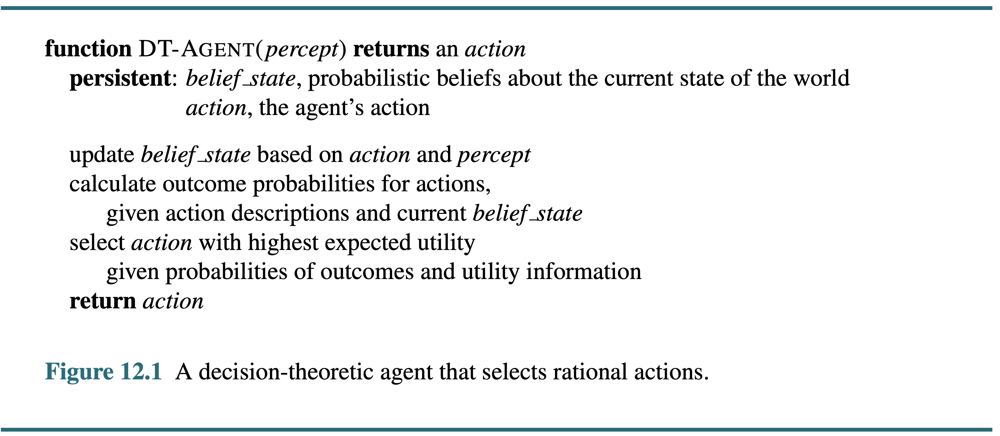 function DT-AGENT(percept) returns an action
persistent: belief_state, probabilistic beliefs about the current state of the world
action, the agent’s action
update belief_state based on action and percept
calculate outcome probabilities for actions,
given action descriptions and current belief_state
select action with highest expected utility
given probabilities of outcomes and utility information
return action
Figure 12.1 A decision-theoretic agent that selects rational actions.